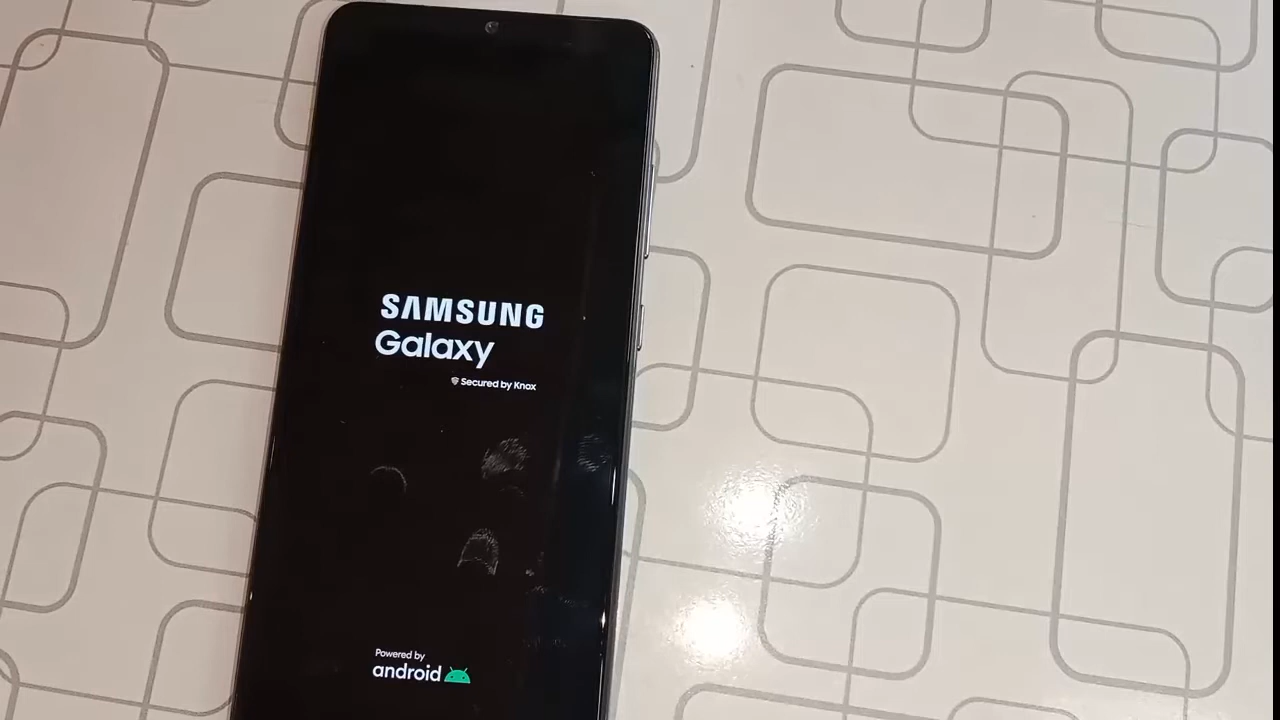 SAMSUNG
Galaxy
Secured by Knox
Powered by
android